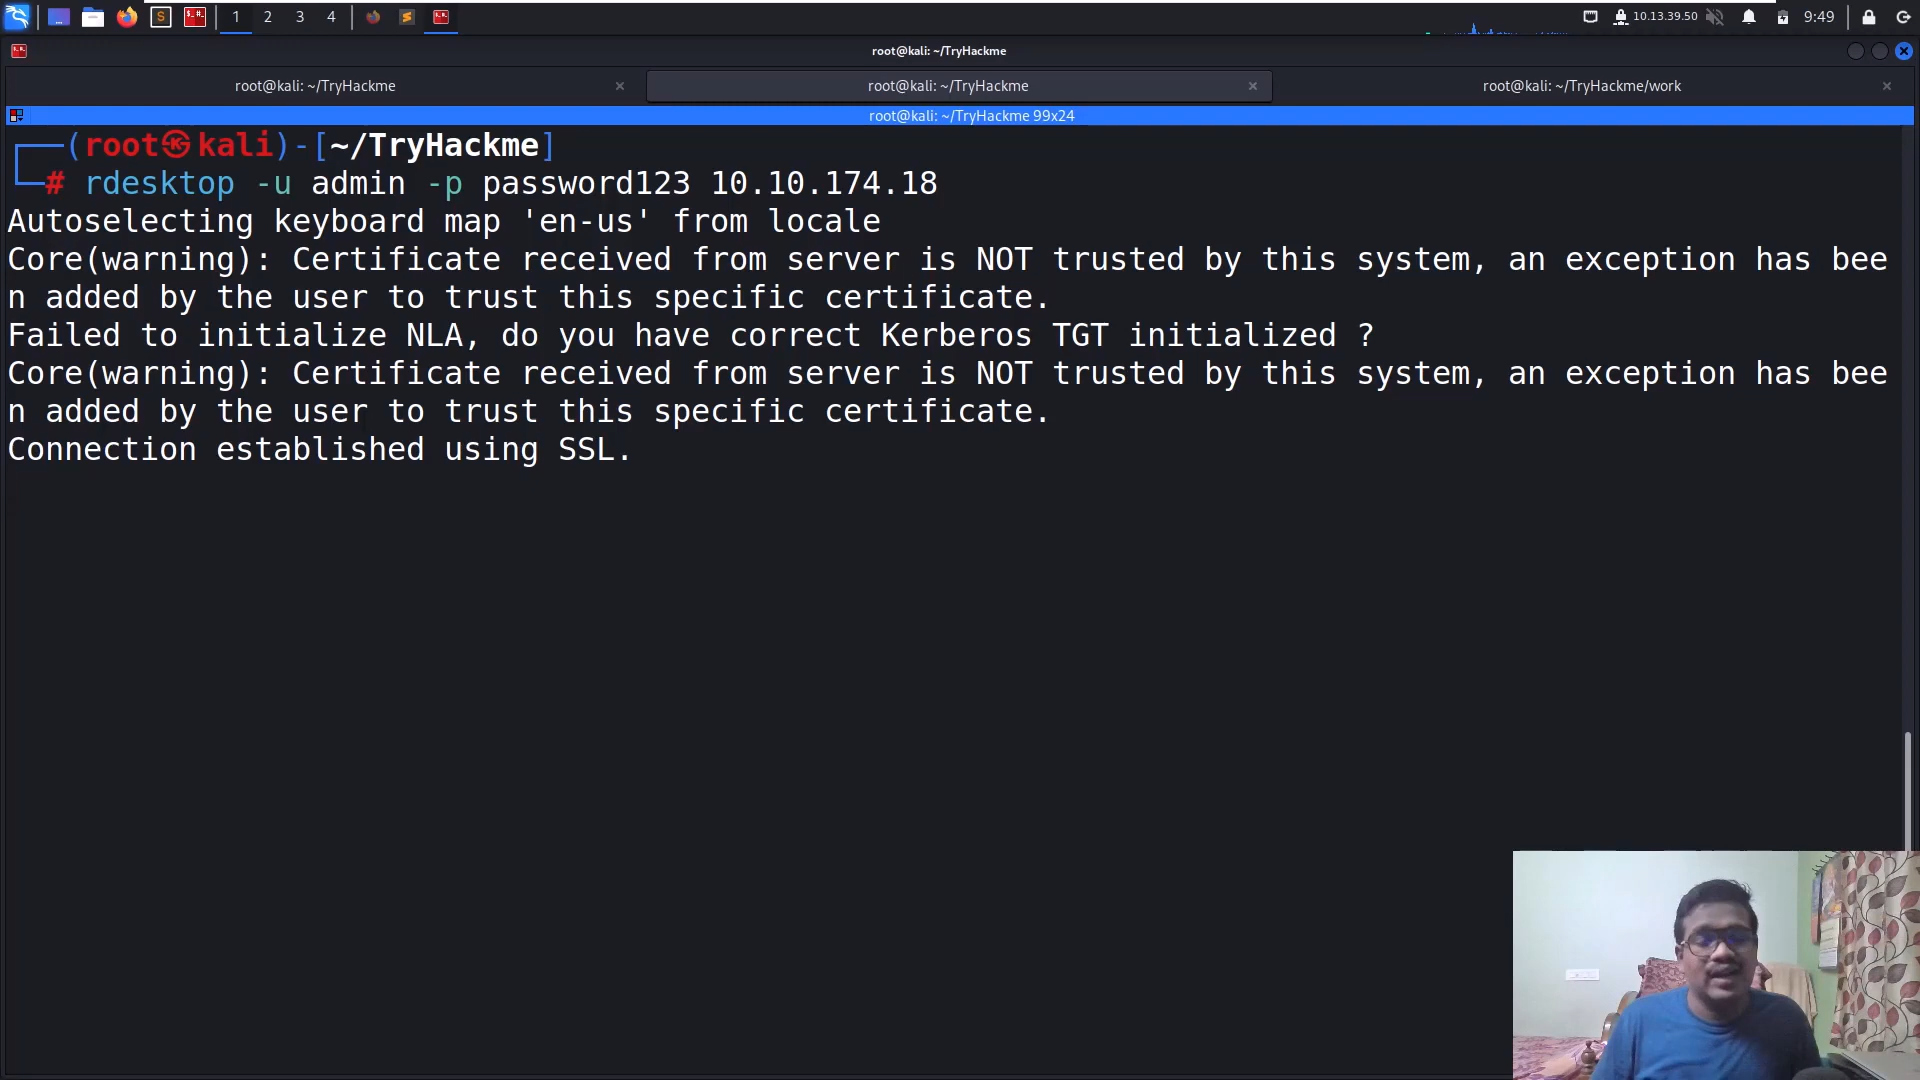 1 2 3 4 10.13.39.50 9:49
root@kali: ~/TryHackme
root@kali: ~/TryHackme × root@kali: ~/TryHackme × root@kali: ~/TryHackme/work ×
root@kali: ~/TryHackme 99x24
(root㉿kali)-[~/TryHackme]
# rdesktop -u admin -p password123 10.10.174.18
Autoselecting keyboard map 'en-us' from locale
Core(warning): Certificate received from server is NOT trusted by this system, an exception has bee
n added by the user to trust this specific certificate.
Failed to initialize NLA, do you have correct Kerberos TGT initialized ?
Core(warning): Certificate received from server is NOT trusted by this system, an exception has bee
n added by the user to trust this specific certificate.
Connection established using SSL.